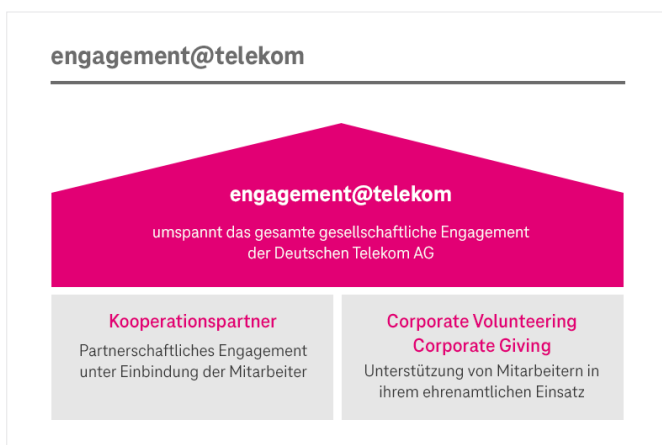 engagement@telekom
engagement@telekom
umspannt das gesamte gesellschaftliche Engagement
der Deutschen Telekom AG
Kooperationspartner
Partnerschaftliches Engagement
unter Einbindung der Mitarbeiter
Corporate Volunteering
Corporate Giving
Unterstützung von Mitarbeitern in
ihrem ehrenamtlichen Einsatz